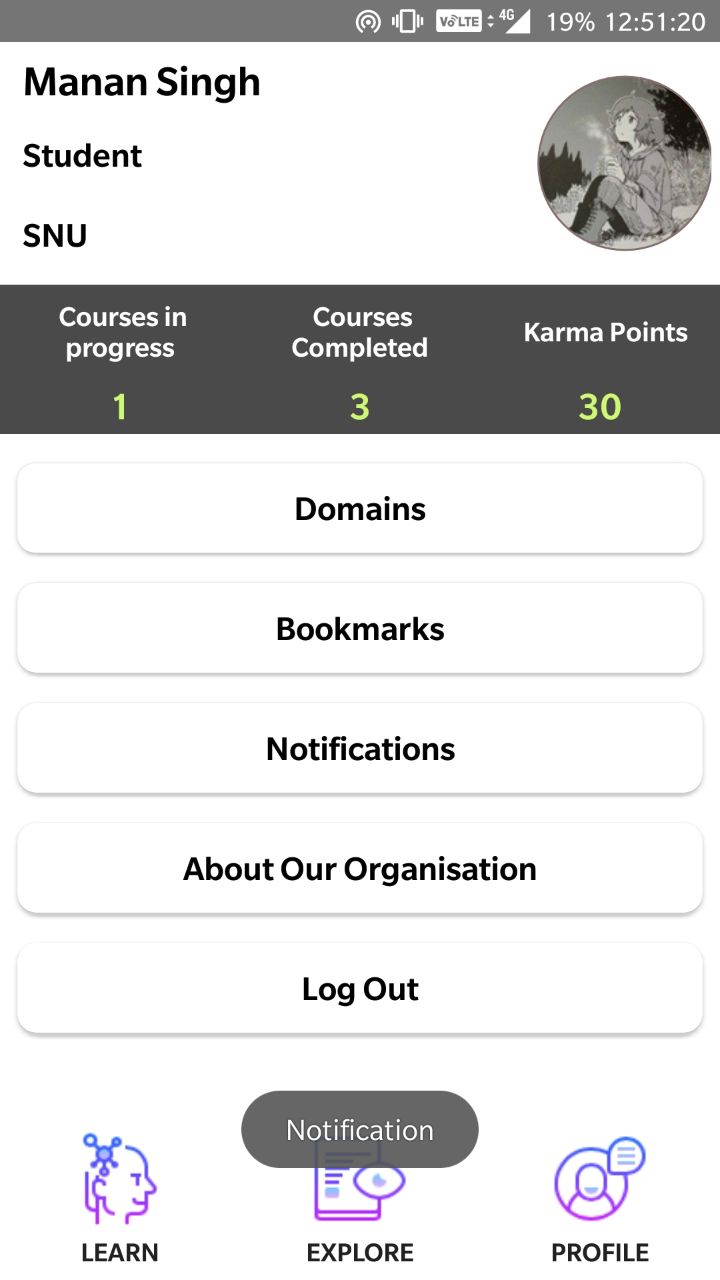 VoLTE 4G 19% 12:51:20
Manan Singh
Student
SNU
Courses in
progress
Courses
Completed
Karma Points
1
3
30
Domains
Bookmarks
Notifications
About Our Organisation
Log Out
Notification
LEARN
EXPLORE
PROFILE